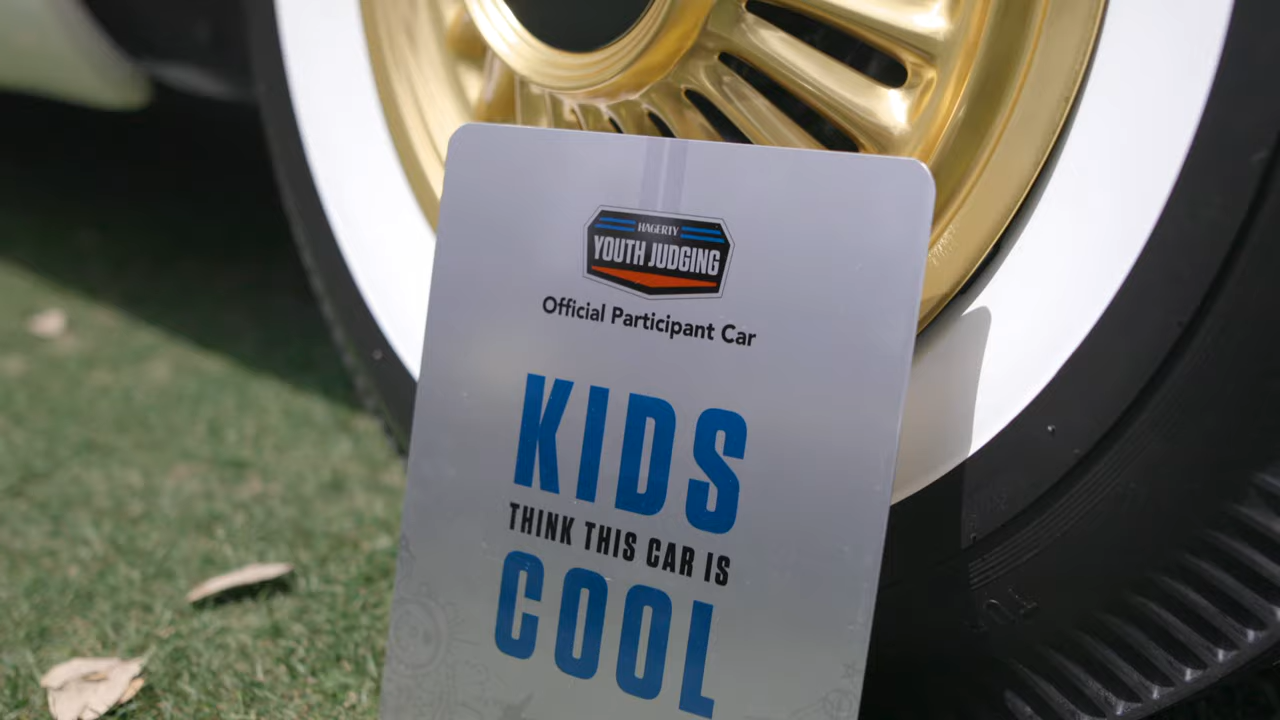 HAGERTY
YOUTH JUDGING
Official Participant Car
KIDS
THINK THIS CAR IS
COOL